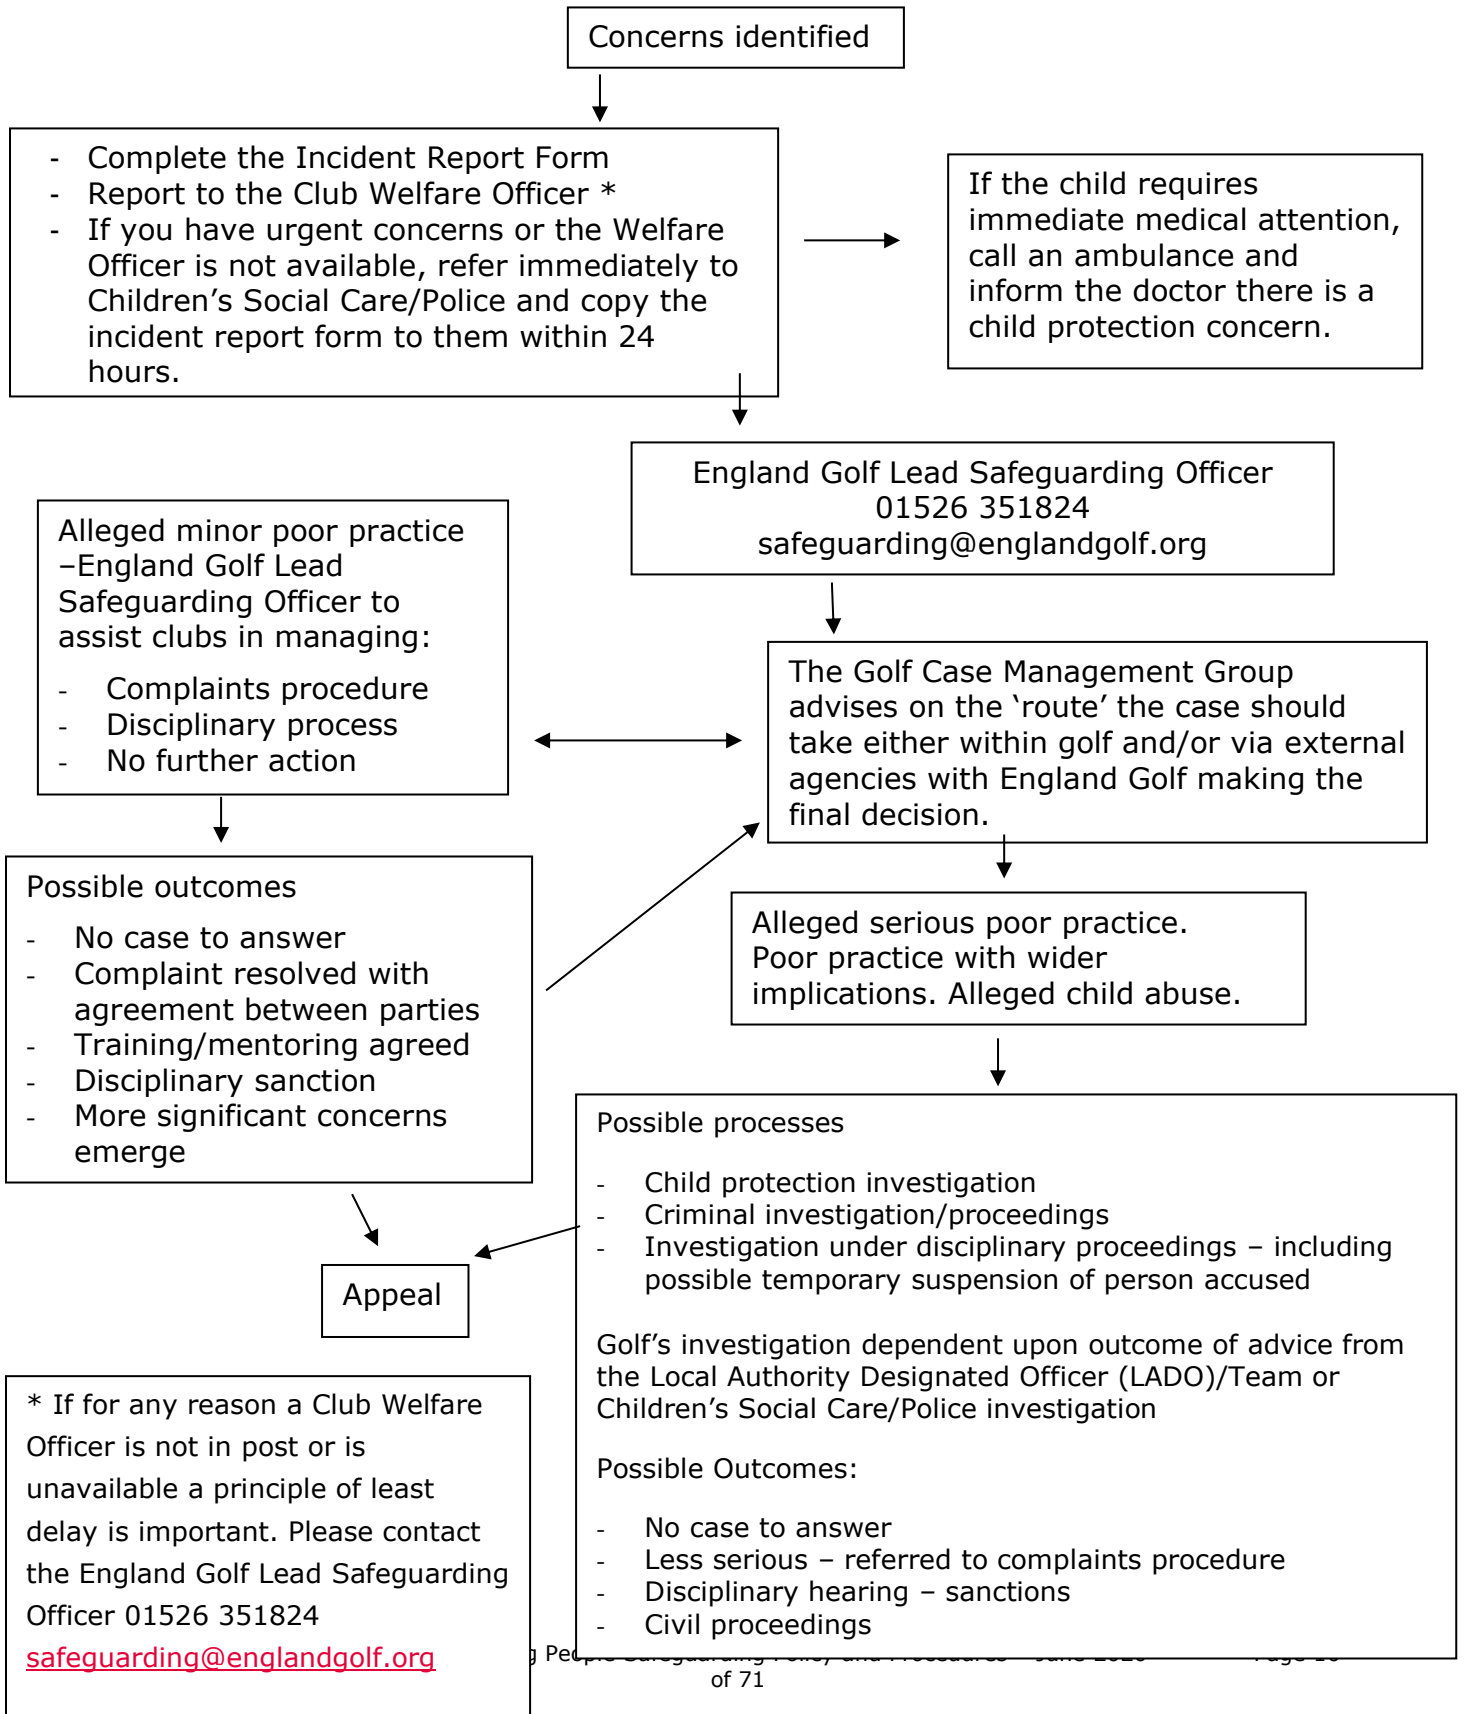 Concerns identified
- Complete the Incident Report Form
- Report to the Club Welfare Officer *
- If you have urgent concerns or the Welfare
Officer is not available, refer immediately to
Children’s Social Care/Police and copy the
incident report form to them within 24
hours.
If the child requires
immediate medical attention,
call an ambulance and
inform the doctor there is a
child protection concern.
England Golf Lead Safeguarding Officer
01526 351824
safeguarding@englandgolf.org
Alleged minor poor practice
–England Golf Lead
Safeguarding Officer to
assist clubs in managing:
- Complaints procedure
- Disciplinary process
- No further action
The Golf Case Management Group
advises on the ‘route’ the case should
take either within golf and/or via external
agencies with England Golf making the
final decision.
Possible outcomes
- No case to answer
- Complaint resolved with
agreement between parties
- Training/mentoring agreed
- Disciplinary sanction
- More significant concerns
emerge
Alleged serious poor practice.
Poor practice with wider
implications. Alleged child abuse.
Possible processes
- Child protection investigation
- Criminal investigation/proceedings
- Investigation under disciplinary proceedings – including
possible temporary suspension of person accused
Golf’s investigation dependent upon outcome of advice from
the Local Authority Designated Officer (LADO)/Team or
Children’s Social Care/Police investigation
Possible Outcomes:
- No case to answer
- Less serious – referred to complaints procedure
- Disciplinary hearing – sanctions
- Civil proceedings
Appeal
* If for any reason a Club Welfare
Officer is not in post or is
unavailable a principle of least
delay is important. Please contact
the England Golf Lead Safeguarding
Officer 01526 351824
safeguarding@englandgolf.org
People Safeguarding Policy and Procedures
of 71